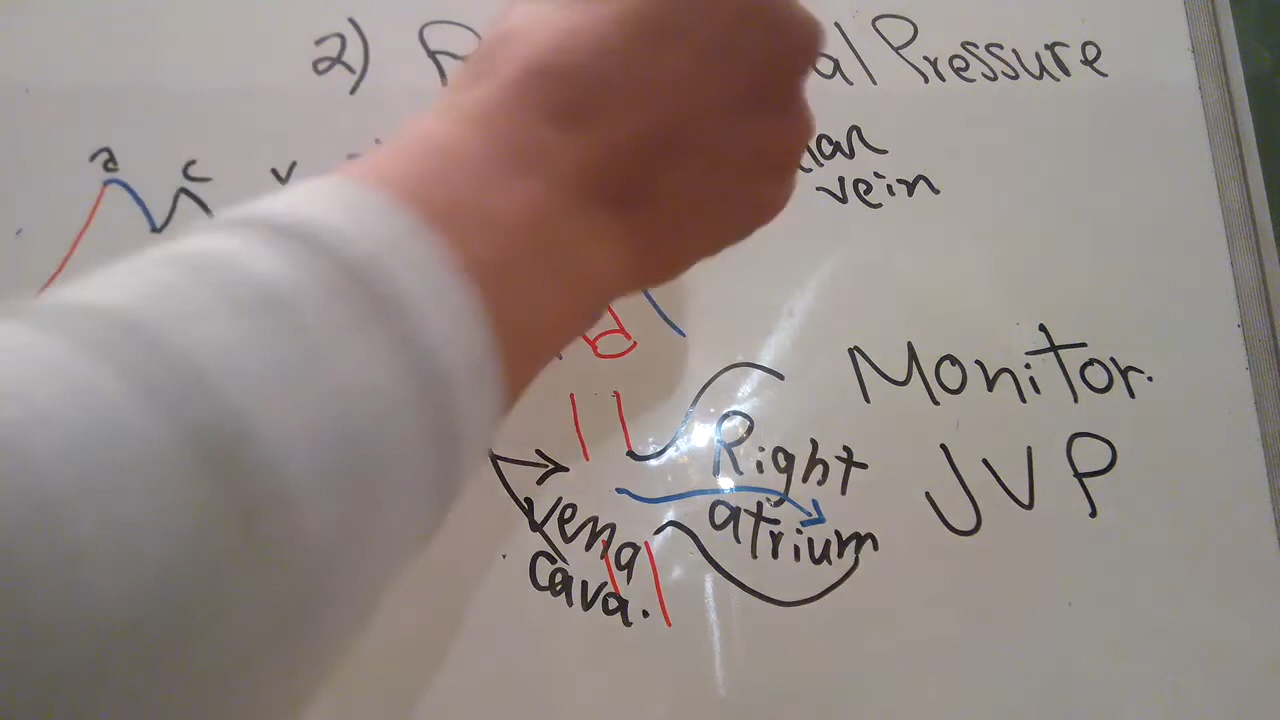 2) al Pressure
a c v
vein
d
Monitor.
JVP
Right
atrium
Vena
Cava.